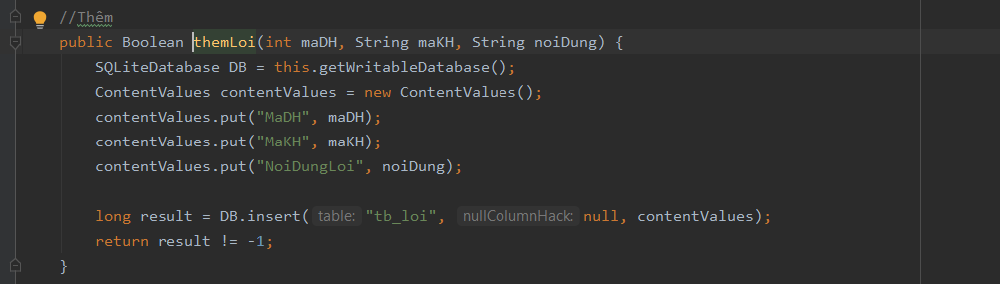 //Thêm
public Boolean themLoi(int maDH, String maKH, String noiDung) {
SQLiteDatabase DB = this.getWritableDatabase();
ContentValues contentValues = new ContentValues();
contentValues.put("MaDH", maDH);
contentValues.put("MaKH", maKH);
contentValues.put("NoiDungLoi", noiDung);
long result = DB.insert( table: "tb_loi", nullColumnHack: null, contentValues);
return result != -1;
}